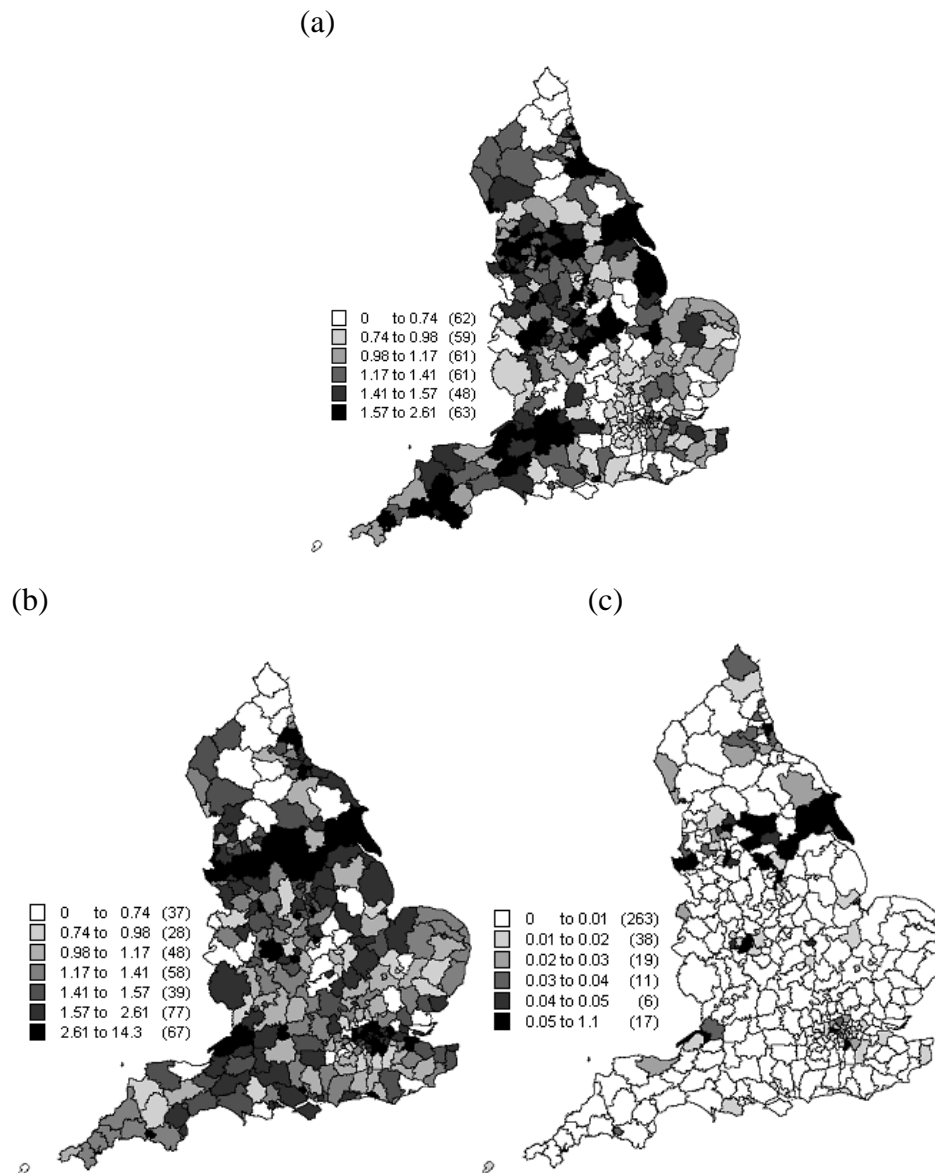 (a)
0 to 0.74 (62)
0.74 to 0.98 (59)
0.98 to 1.17 (61)
1.17 to 1.41 (61)
1.41 to 1.57 (48)
1.57 to 2.61 (63)
(b)
(c)
0 to 0.74 (37)
0.74 to 0.98 (28)
0.98 to 1.17 (48)
1.17 to 1.41 (58)
1.41 to 1.57 (39)
1.57 to 2.61 (77)
2.61 to 14.3 (67)
0 to 0.01 (263)
0.01 to 0.02 (38)
0.02 to 0.03 (19)
0.03 to 0.04 (11)
0.04 to 0.05 (6)
0.05 to 1.1 (17)